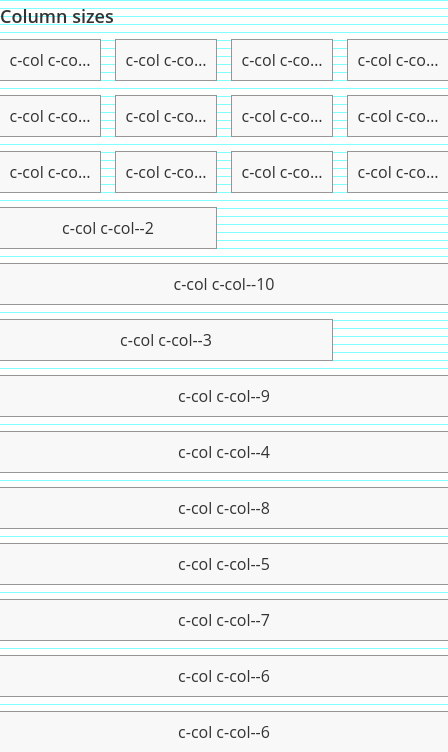 Column sizes
c-col c-co... c-col c-co... c-col c-co... c-col c-co...
c-col c-co... c-col c-co... c-col c-co... c-col c-co...
c-col c-co... c-col c-co... c-col c-co... c-col c-co...
c-col c-col--2
c-col c-col--10
c-col c-col--3
c-col c-col--9
c-col c-col--4
c-col c-col--8
c-col c-col--5
c-col c-col--7
c-col c-col--6
c-col c-col--6